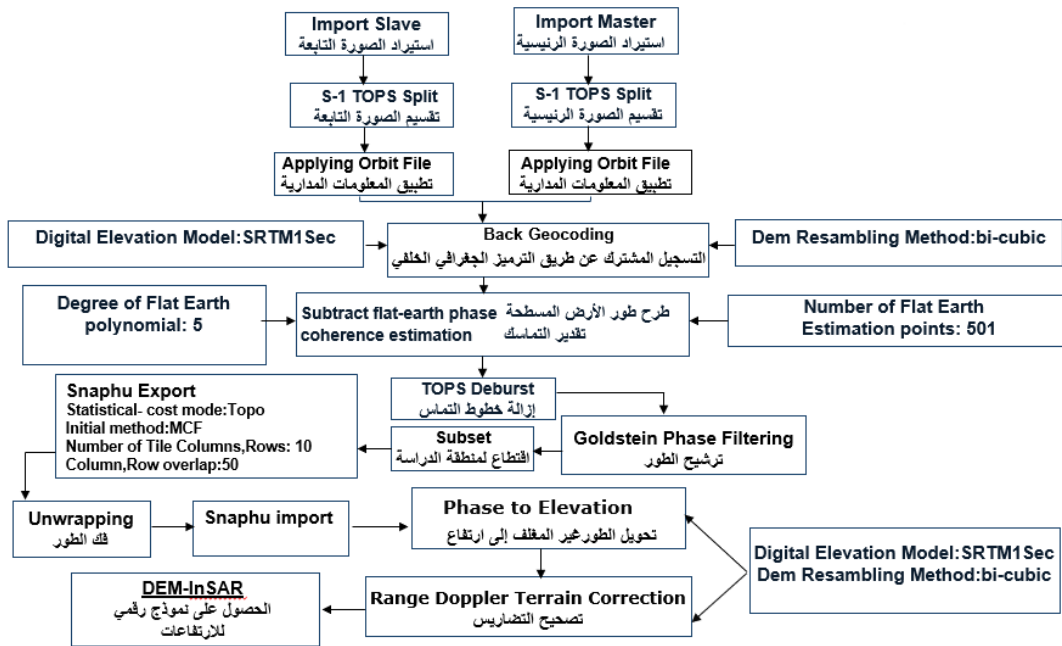 Import Slave
استيراد الصورة التابعة
Import Master
استيراد الصورة الرئيسية
S-1 TOPS Split
تقسيم الصورة التابعة
S-1 TOPS Split
تقسيم الصورة الرئيسية
Applying Orbit File
تطبيق المعلومات المدارية
Applying Orbit File
تطبيق المعلومات المدارية
Digital Elevation Model:SRTM1Sec
Back Geocoding
التسجيل المشترك عن طريق الترميز الجغرافي الخلفي
Dem Resambling Method:bi-cubic
Degree of Flat Earth
polynomial: 5
Subtract flat-earth phase طرح طور الأرض المسطحة
coherence estimation تقدير التماسك
Number of Flat Earth
Estimation points: 501
TOPS Deburst
إزالة خطوط التماس
Goldstein Phase Filtering
ترشيح الطور
Subset
اقتطاع لمنطقة الدراسة
Snaphu Export
Statistical- cost mode:Topo
Initial method:MCF
Number of Tile Columns,Rows: 10
Column,Row overlap:50
Unwrapping
فك الطور
Snaphu import
Phase to Elevation
تحويل الطورغير المغلف إلى ارتفاع
Digital Elevation Model:SRTM1Sec
Dem Resambling Method:bi-cubic
Range Doppler Terrain Correction
تصحيح التضاريس
DEM-InSAR
الحصول على نموذج رقمي
للارتفاعات